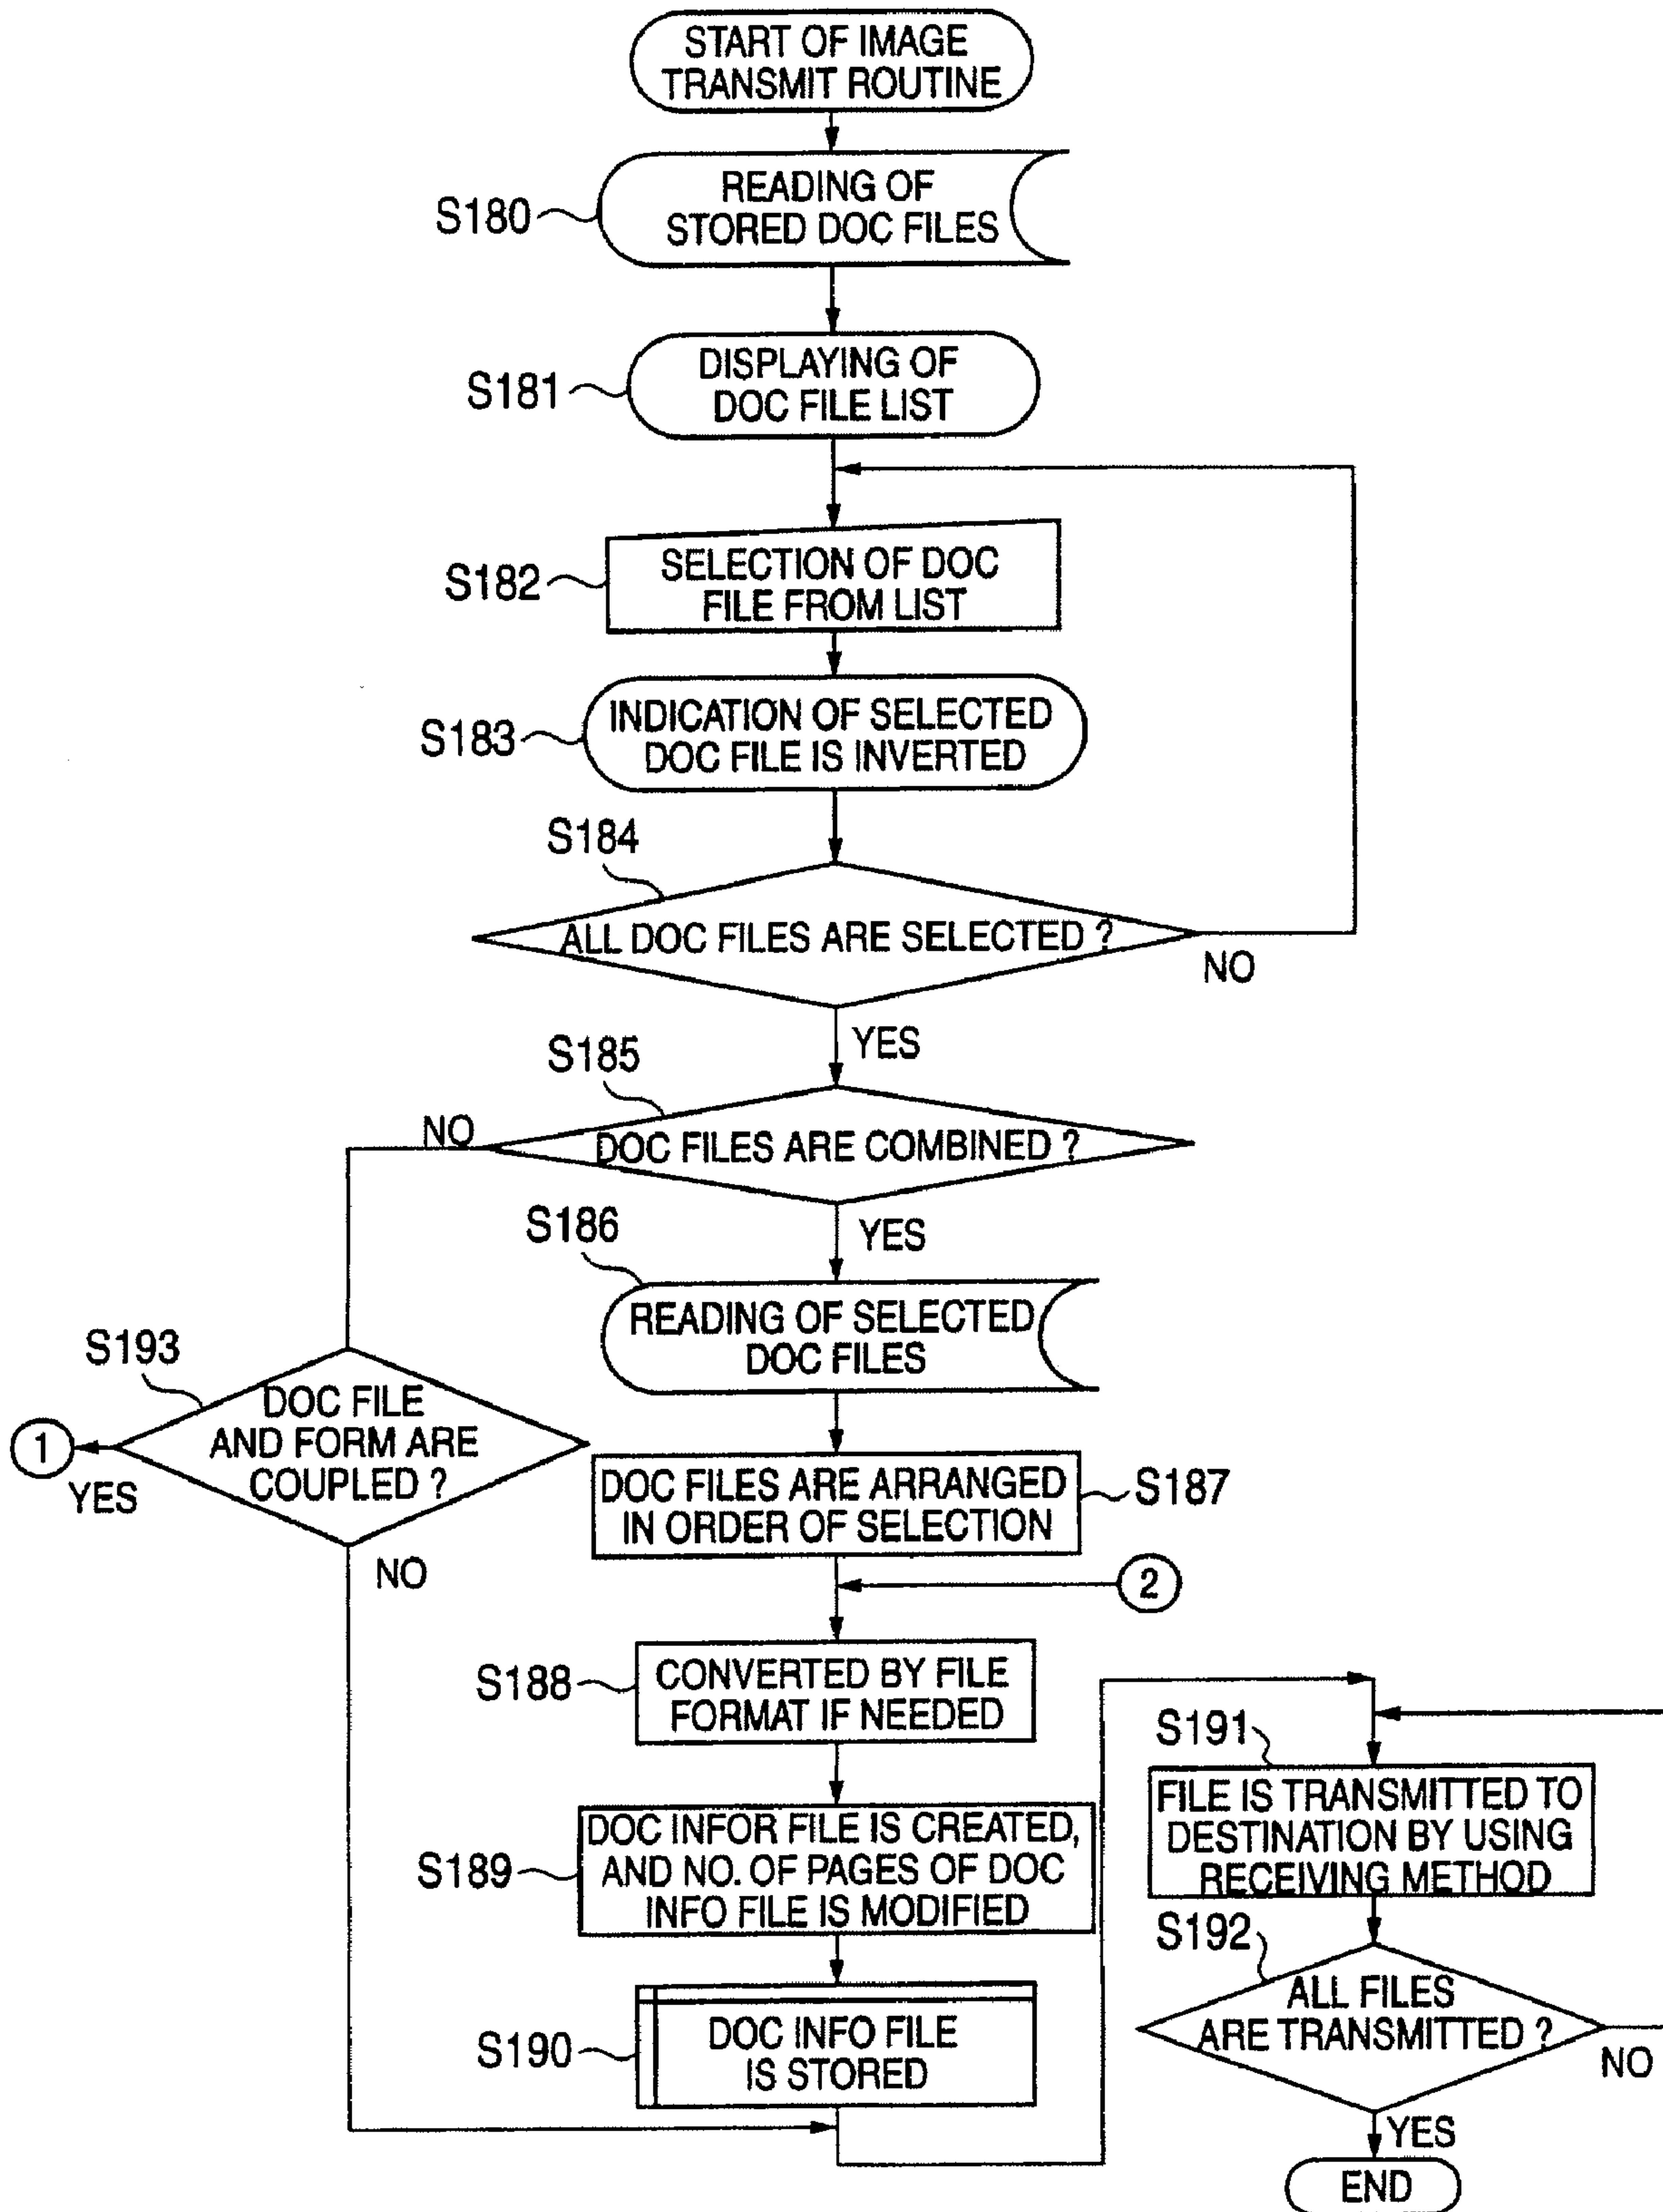 START OF IMAGE
TRANSMIT ROUTINE
S180
READING OF
STORED DOC FILES
S181
DISPLAYING OF
DOC FILE LIST
S182
SELECTION OF DOC
FILE FROM LIST
S183
INDICATION OF SELECTED
DOC FILE IS INVERTED
S184
ALL DOC FILES ARE SELECTED ?
NO
YES
S185
NO
DOC FILES ARE COMBINED ?
YES
S186
READING OF SELECTED
DOC FILES
S193
DOC FILE
AND FORM ARE
COUPLED ?
1
YES
NO
DOC FILES ARE ARRANGED
IN ORDER OF SELECTION
S187
2
S188
CONVERTED BY FILE
FORMAT IF NEEDED
S189
DOC INFOR FILE IS CREATED,
AND NO. OF PAGES OF DOC
INFO FILE IS MODIFIED
S190
DOC INFO FILE
IS STORED
S191
FILE IS TRANSMITTED TO
DESTINATION BY USING
RECEIVING METHOD
S192
ALL FILES
ARE TRANSMITTED ?
NO
YES
END